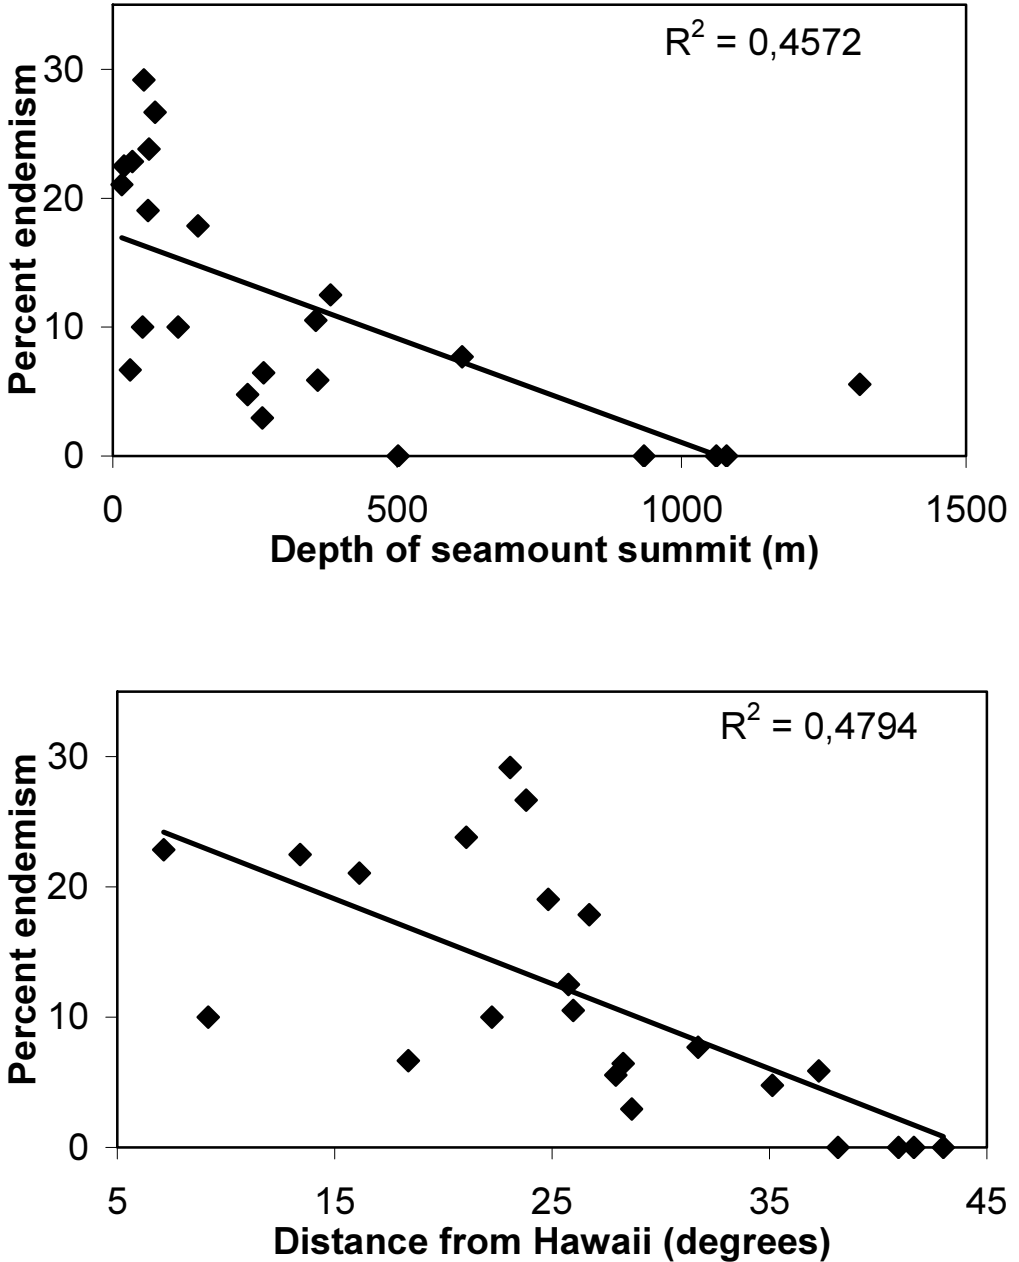 R² = 0,4572
Percent endemism
30
20
10
0
0 500 1000 1500
Depth of seamount summit (m)
R² = 0,4794
Percent endemism
30
20
10
0
5 15 25 35 45
Distance from Hawaii (degrees)